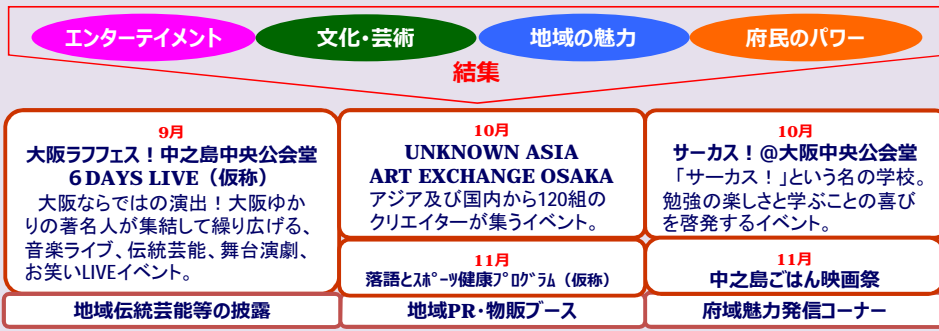 エンターテイメント
文化・芸術
地域の魅力
府民のパワー
結集
9月
大阪ラフフェス！中之島中央公会堂
６DAYS LIVE（仮称）
大阪ならではの演出！大阪ゆか
りの著名人が集結して繰り広げる、
音楽ライブ、伝統芸能、舞台演劇、
お笑いLIVEイベント。
10月
UNKNOWN ASIA
ART EXCHANGE OSAKA
アジア及び国内から120組の
クリエイターが集うイベント。
11月
落語とｽﾎﾟｰﾂ健康ﾌﾟﾛｸﾞﾗﾑ（仮称）
10月
サーカス！@大阪中央公会堂
「サーカス！」という名の学校。
勉強の楽しさと学ぶことの喜び
を啓発するイベント。
11月
中之島ごはん映画祭
地域伝統芸能等の披露
地域PR・物販ブース
府域魅力発信コーナー